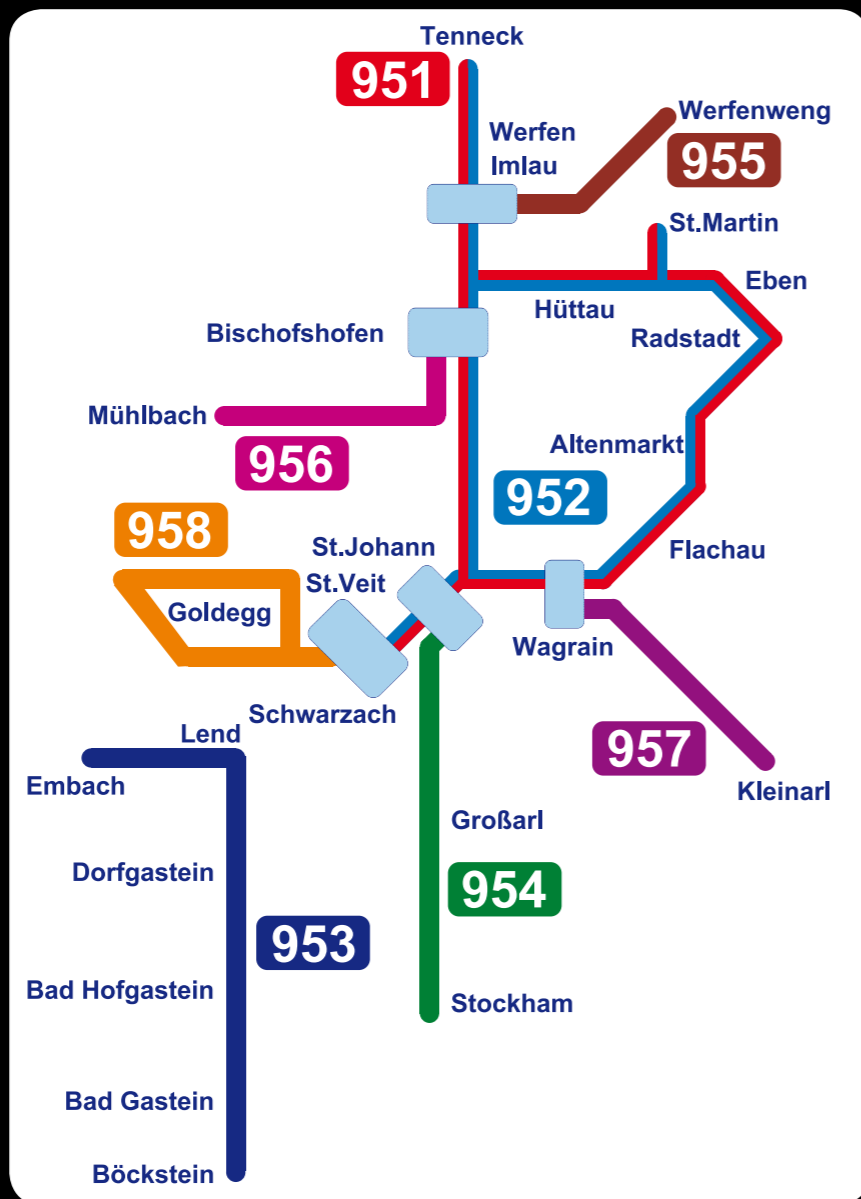 Tenneck
951
Werfenweng
Werfen
Imlau
955
St.Martin
Eben
Hüttau
Bischofshofen
Radstadt
Mühlbach
Altenmarkt
956
952
958
St.Johann
Flachau
St.Veit
Goldegg
Wagrain
Schwarzach
Lend
957
Embach
Kleinarl
Großarl
Dorfgastein
954
953
Bad Hofgastein
Stockham
Bad Gastein
Böckstein